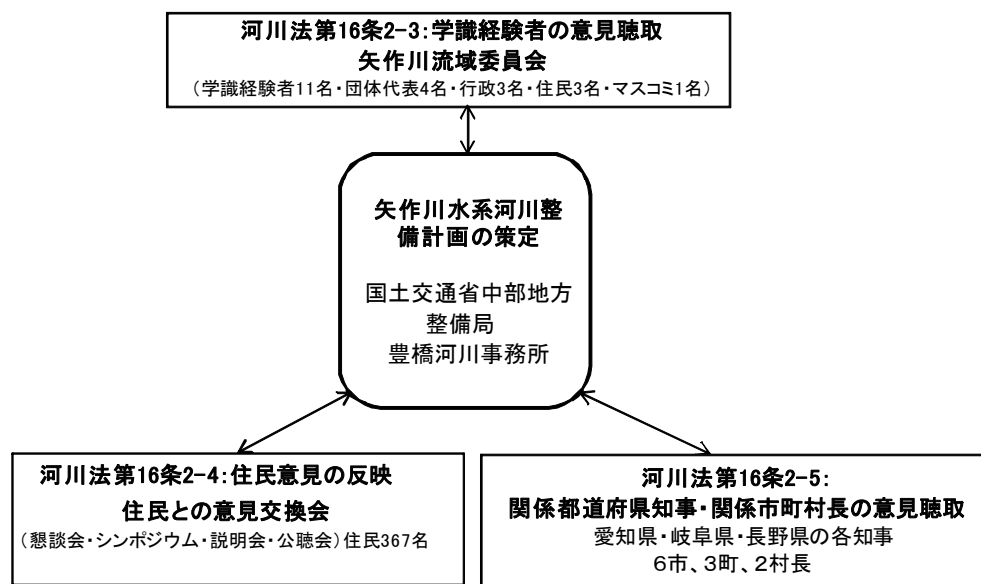 河川法第16条2-3:学識経験者の意見聴取
矢作川流域委員会
(学識経験者11名・団体代表4名・行政3名・住民3名・マスコミ1名)
矢作川水系河川整
備計画の策定
国土交通省中部地方
整備局
豊橋河川事務所
河川法第16条2-4:住民意見の反映
住民との意見交換会
(懇談会・シンポジウム・説明会・公聴会)住民367名
河川法第16条2-5:
関係都道府県知事・関係市町村長の意見聴取
愛知県・岐阜県・長野県の各知事
6市、3町、2村長